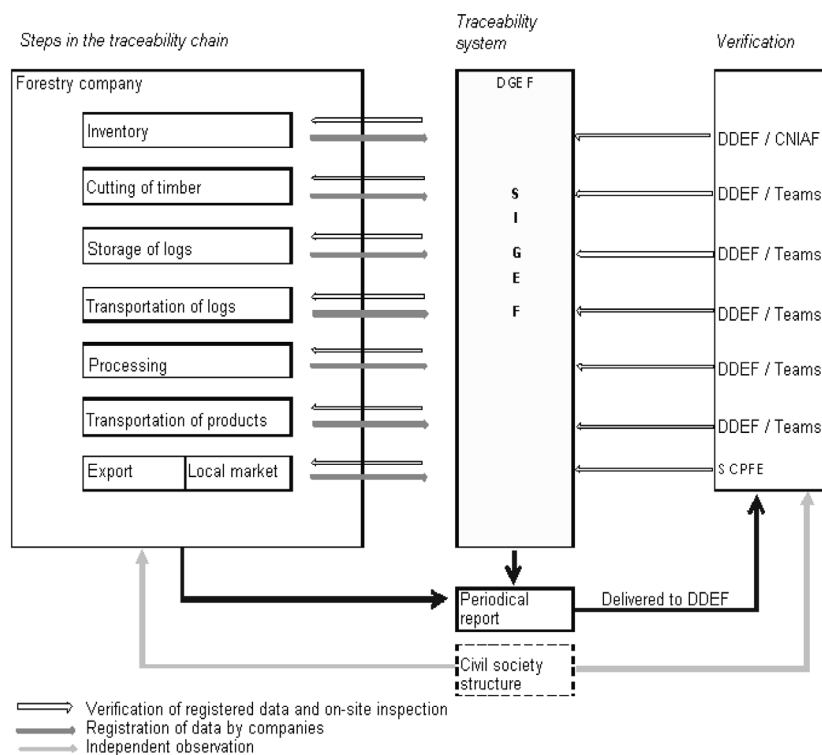 Steps in the traceability chain
Traceability
system
Verification
Forestry company
DGEF
Inventory
DDEF / CNIAF
Cutting of timber
S
DDEF / Teams
I
Storage of logs
G
DDEF / Teams
E
Transportation of logs
F
DDEF / Teams
Processing
DDEF / Teams
Transportation of products
DDEF / Teams
Export
Local market
SCPFE
Periodical
report
Delivered to DDEF
Civil society
structure
Verification of registered data and on-site inspection
Registration of data by companies
Independent observation